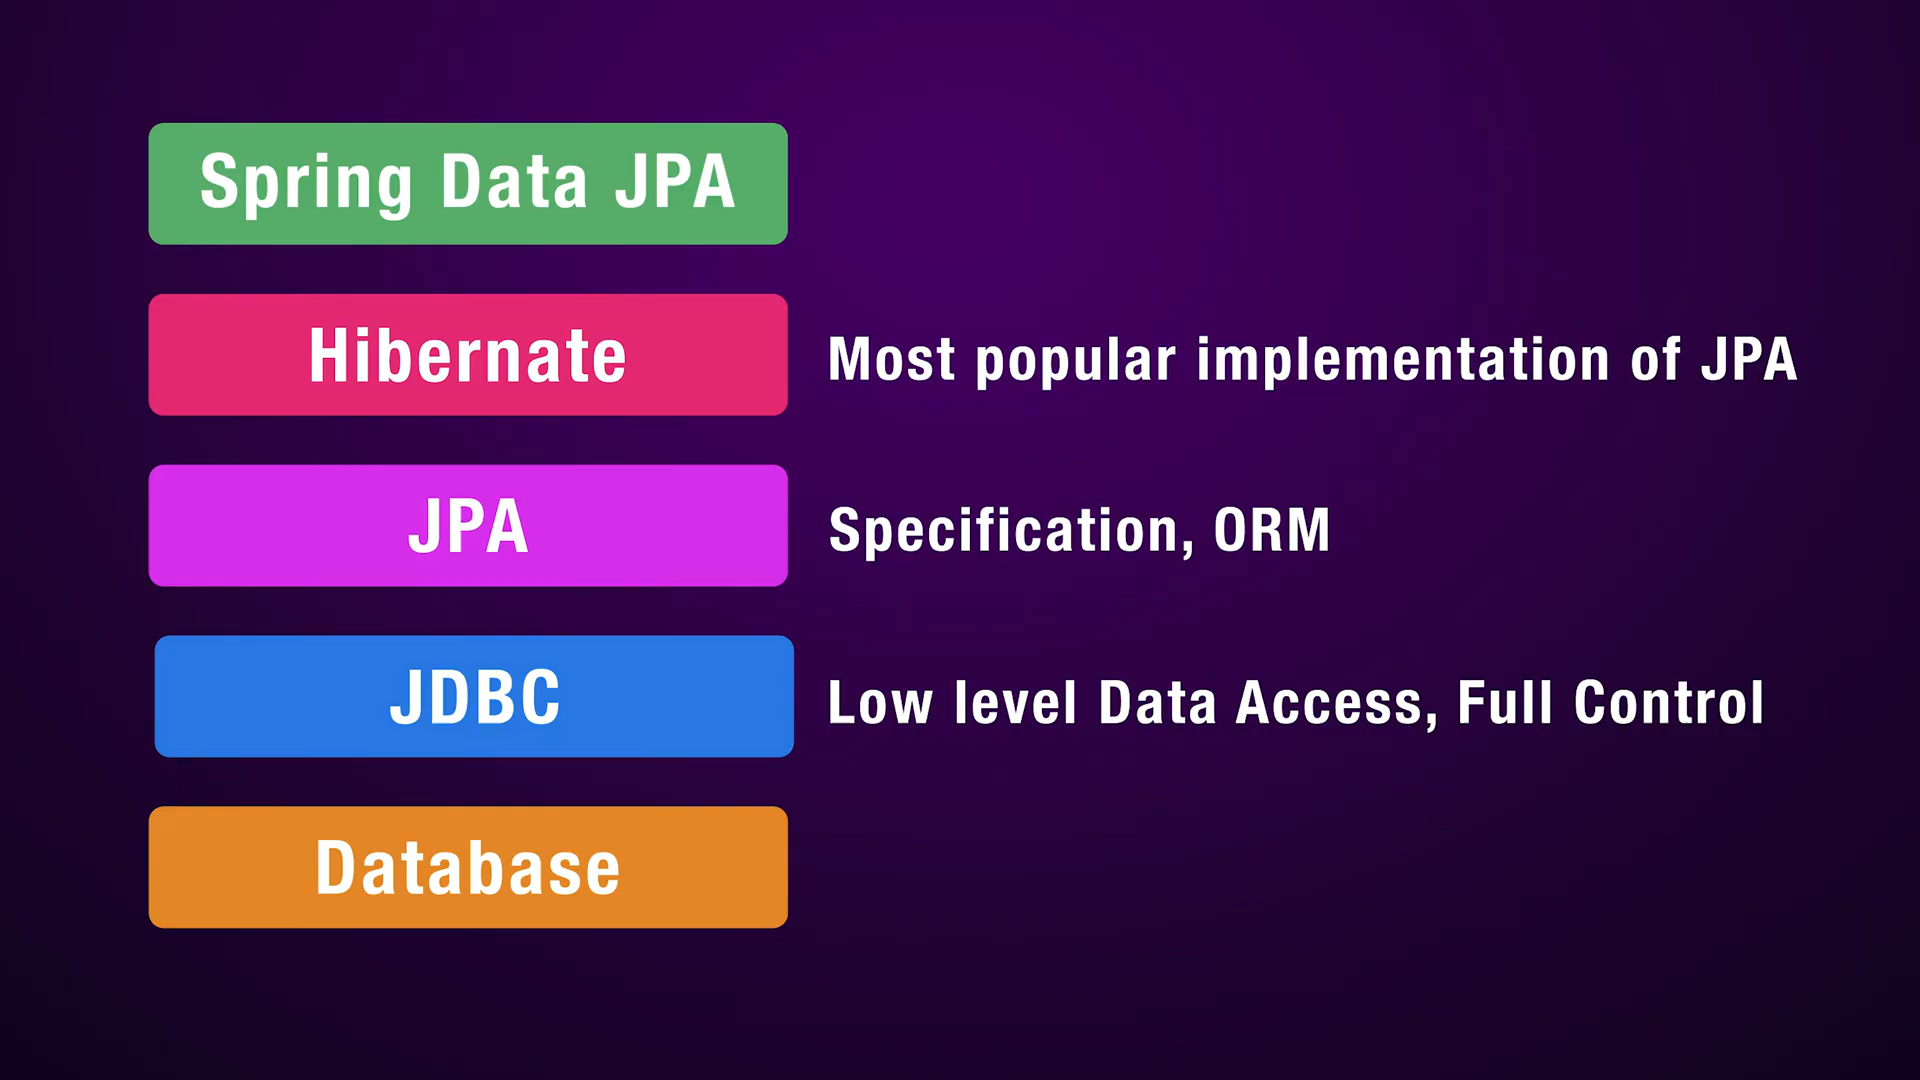 Spring Data JPA
Hibernate
Most popular implementation of JPA
JPA
Specification, ORM
JDBC
Low level Data Access, Full Control
Database